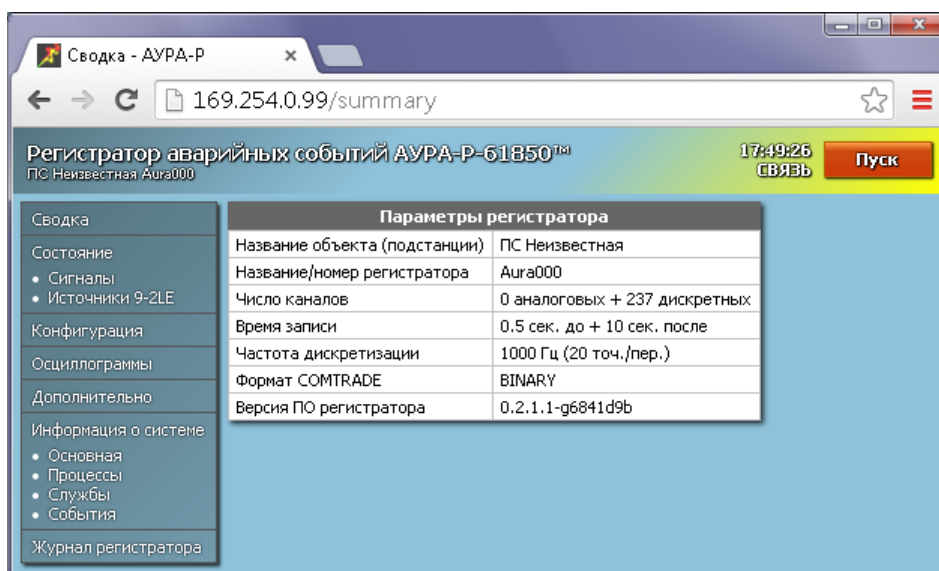 Сводка - АУРА-Р
169.254.0.99/summary
Регистратор аварийных событий АУРА-Р-61850™
ПС Неизвестная Aura000
17:49:26
СВЯЗЬ
Пуск
Сводка
Состояние
• Сигналы
• Источники 9-2LE
Конфигурация
Осциллограммы
Дополнительно
Информация о системе
• Основная
• Процессы
• Службы
• События
Журнал регистратора
Параметры регистратора
Название объекта (подстанции) ПС Неизвестная
Название/номер регистратора Aura000
Число каналов 0 аналоговых + 237 дискретных
Время записи 0.5 сек. до + 10 сек. после
Частота дискретизации 1000 Гц (20 точ./пер.)
Формат COMTRADE BINARY
Версия ПО регистратора 0.2.1.1-g6841d9b